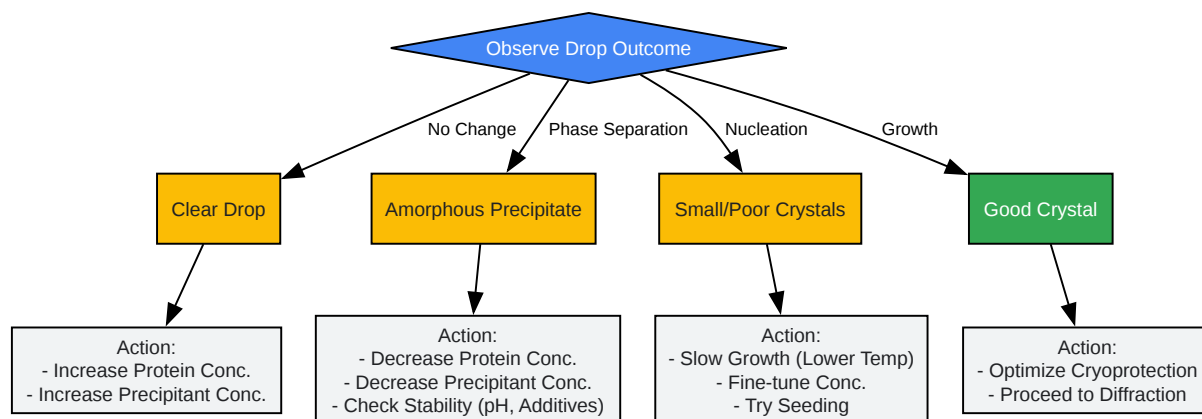 Observe Drop Outcome
No Change
Phase Separation
Nucleation
Growth
Clear Drop
Amorphous Precipitate
Small/Poor Crystals
Good Crystal
Action:
- Increase Protein Conc.
- Increase Precipitant Conc.
Action:
- Decrease Protein Conc.
- Decrease Precipitant Conc.
- Check Stability (pH, Additives)
Action:
- Slow Growth (Lower Temp)
- Fine-tune Conc.
- Try Seeding
Action:
- Optimize Cryoprotection
- Proceed to Diffraction